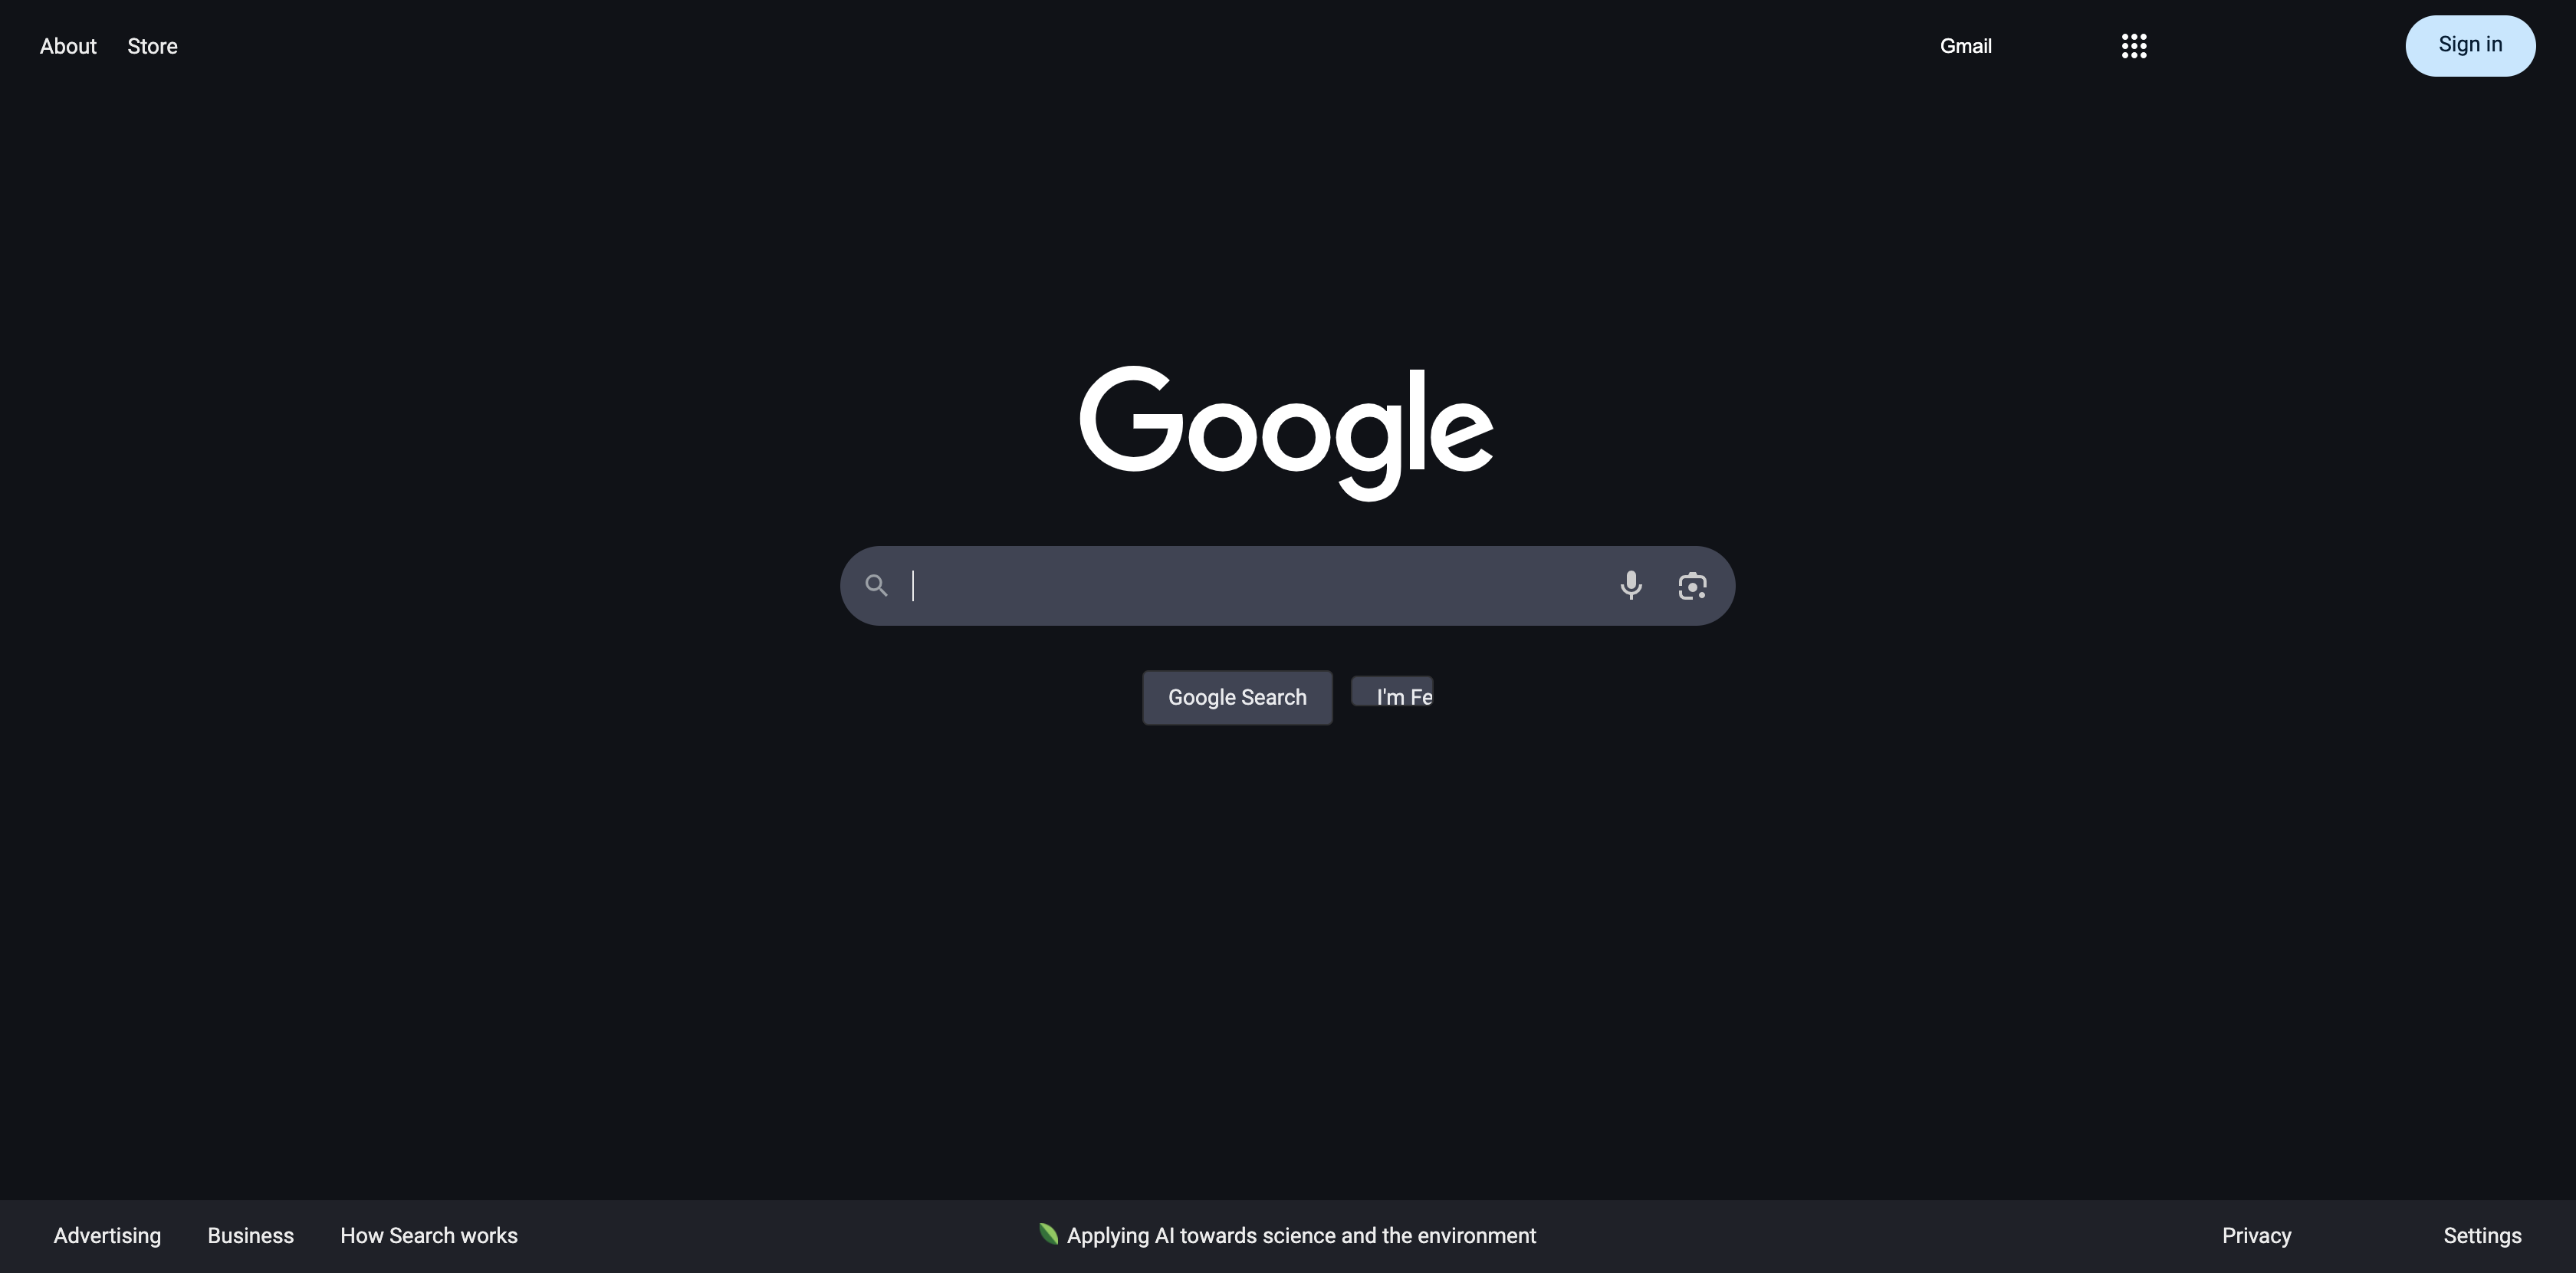 About Store Gmail Sign in
Google
Google Search I'm Fe
Advertising Business How Search works Applying AI towards science and the environment Privacy Settings